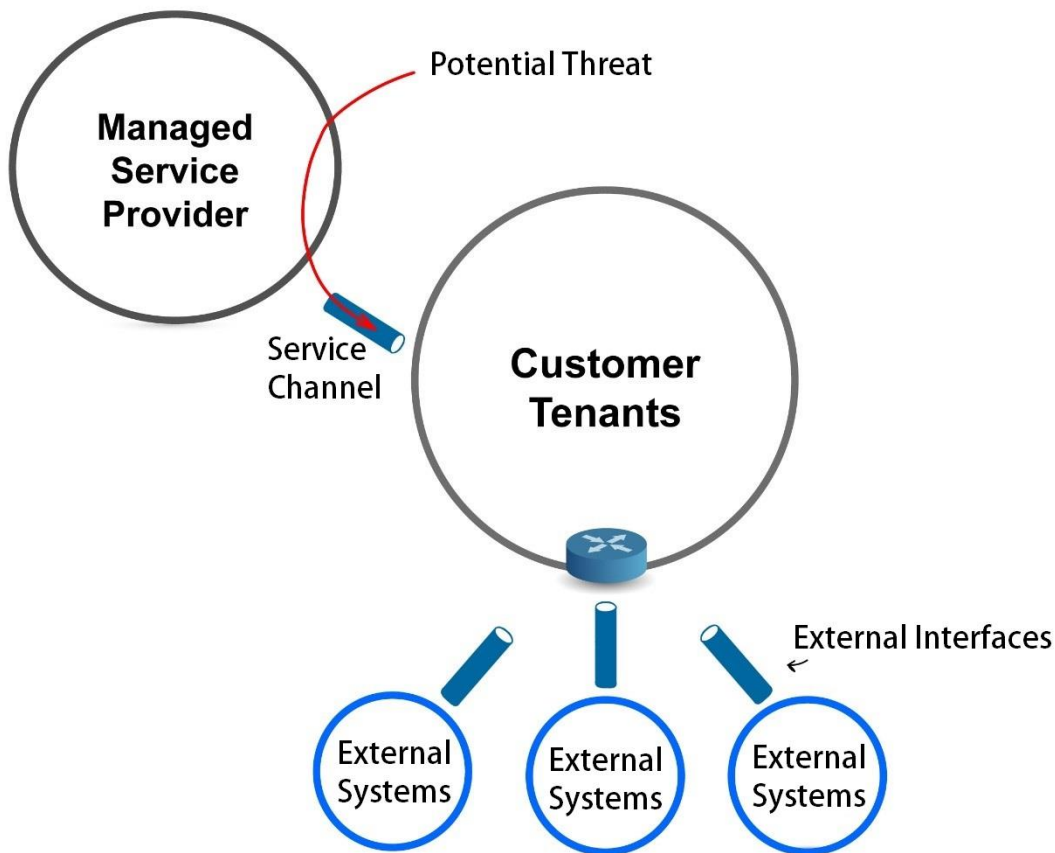 Potential Threat
Managed
Service
Provider
Service
Channel
Customer
Tenants
External Interfaces
External
Systems
External
Systems
External
Systems